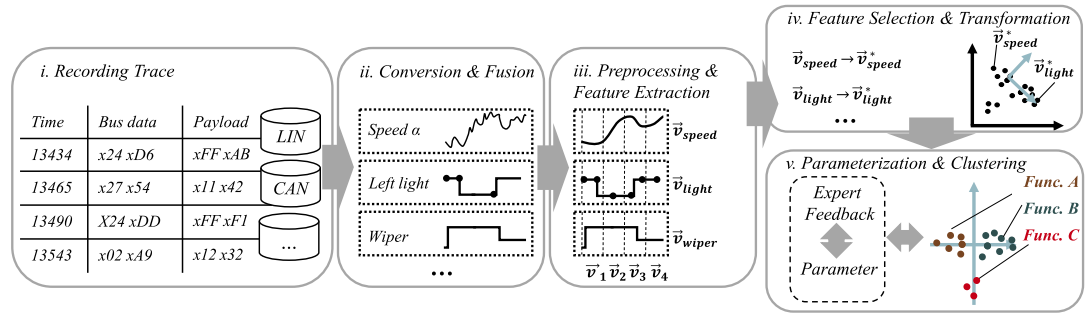 i. Recording Trace
Time Bus data Payload
13434 x24 xD6 xFF xAB
13465 x27 x54 x11 x42
13490 X24 xDD xFF xF1
13543 x02 xA9 x12 x32
LIN
CAN
...
ii. Conversion & Fusion
Speed α
Left light
Wiper
•••
iii. Preprocessing &
Feature Extraction
v⃗speed
v⃗light
v⃗wiper
v⃗1 v⃗2 v⃗3 v⃗4
iv. Feature Selection & Transformation
v⃗speed → v⃗*speed
v⃗light → v⃗*light
•••
v⃗*speed
v⃗*light
v. Parameterization & Clustering
Expert
Feedback
Parameter
Func. A
Func. B
Func. C